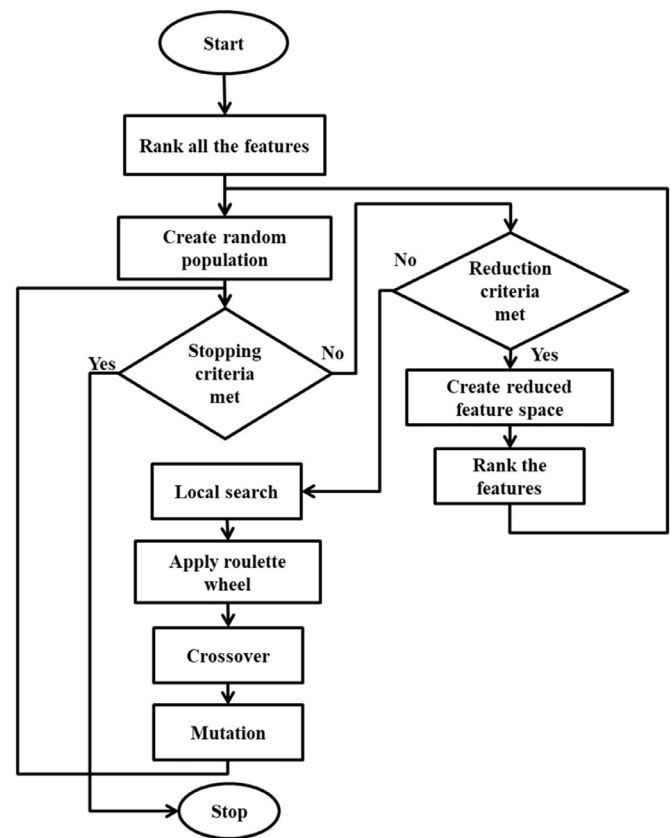 Start
Rank all the features
Create random
population
Stopping
criteria
met
Yes
No
Reduction
criteria
met
No
Yes
Create reduced
feature space
Rank the
features
Local search
Apply roulette
wheel
Crossover
Mutation
Stop